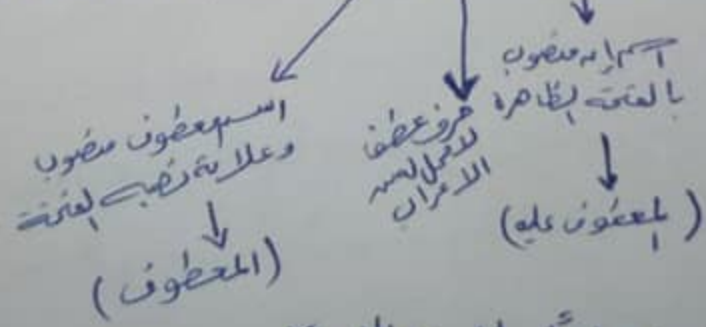 اسم إن منصوب
بالفتحة الظاهرة
(المعطوف عليه)
حرف عطف
لا محل له من
الاعراب
اسم معطوف منصوب
وعلامة نصبه الفتحة
(المعطوف)